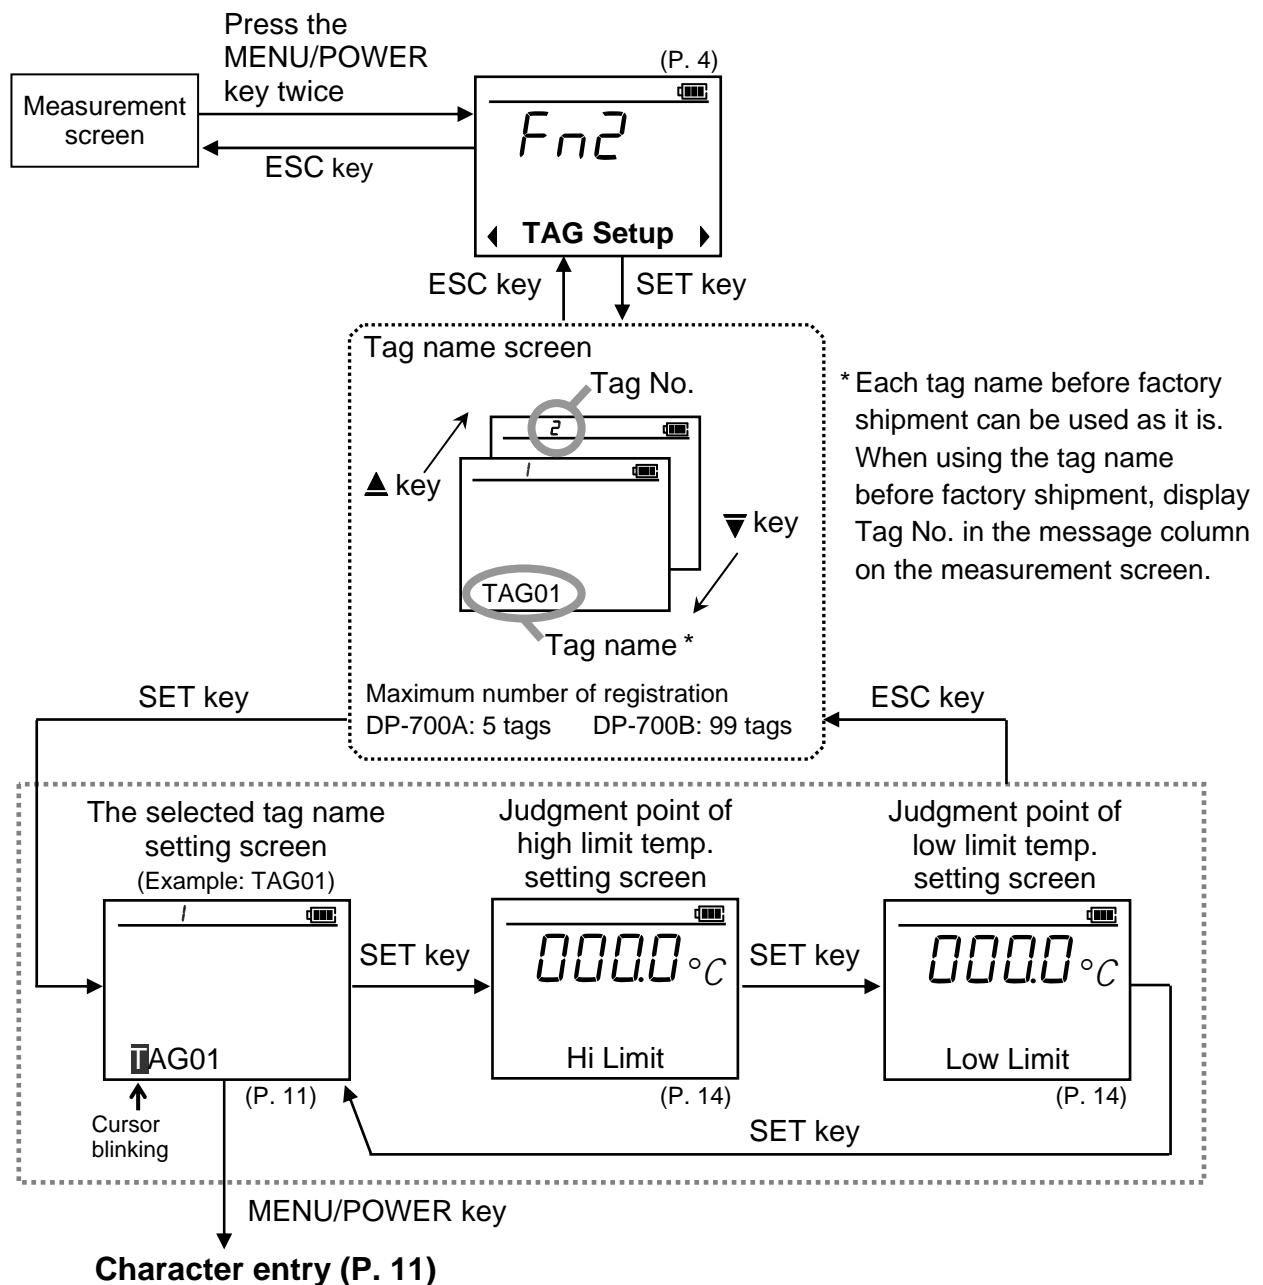 Press the
MENU/POWER
key twice
(P. 4)
Measurement
screen
Fn2
ESC key
TAG Setup
ESC key
SET key
Tag name screen
Tag No.
2
1
▲ key
▼ key
TAG01
Tag name *
* Each tag name before factory
shipment can be used as it is.
When using the tag name
before factory shipment, display
Tag No. in the message column
on the measurement screen.
Maximum number of registration
DP-700A: 5 tags DP-700B: 99 tags
SET key
ESC key
The selected tag name
setting screen
(Example: TAG01)
1
TAG01
(P. 11)
Cursor
blinking
SET key
Judgment point of
high limit temp.
setting screen
000.0 °C
Hi Limit
(P. 14)
SET key
Judgment point of
low limit temp.
setting screen
000.0 °C
Low Limit
(P. 14)
SET key
MENU/POWER key
Character entry (P. 11)